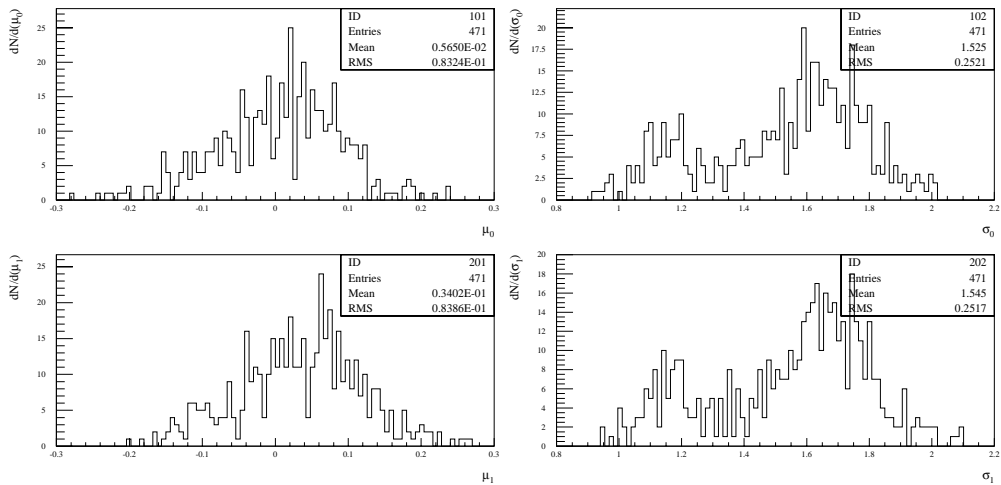 dN/d(μ0)
ID 101
Entries 471
Mean 0.5650E-02
RMS 0.8324E-01
25
20
15
10
5
0
-0.3 -0.2 -0.1 0 0.1 0.2 0.3
μ0
dN/d(σ0)
ID 102
Entries 471
Mean 1.525
RMS 0.2521
20
17.5
15
12.5
10
7.5
5
2.5
0
0.8 1 1.2 1.4 1.6 1.8 2 2.2
σ0
dN/d(μ1)
ID 201
Entries 471
Mean 0.3402E-01
RMS 0.8386E-01
25
20
15
10
5
0
-0.3 -0.2 -0.1 0 0.1 0.2 0.3
μ1
dN/d(σ1)
ID 202
Entries 471
Mean 1.545
RMS 0.2517
20
18
16
14
12
10
8
6
4
2
0
0.8 1 1.2 1.4 1.6 1.8 2 2.2
σ1